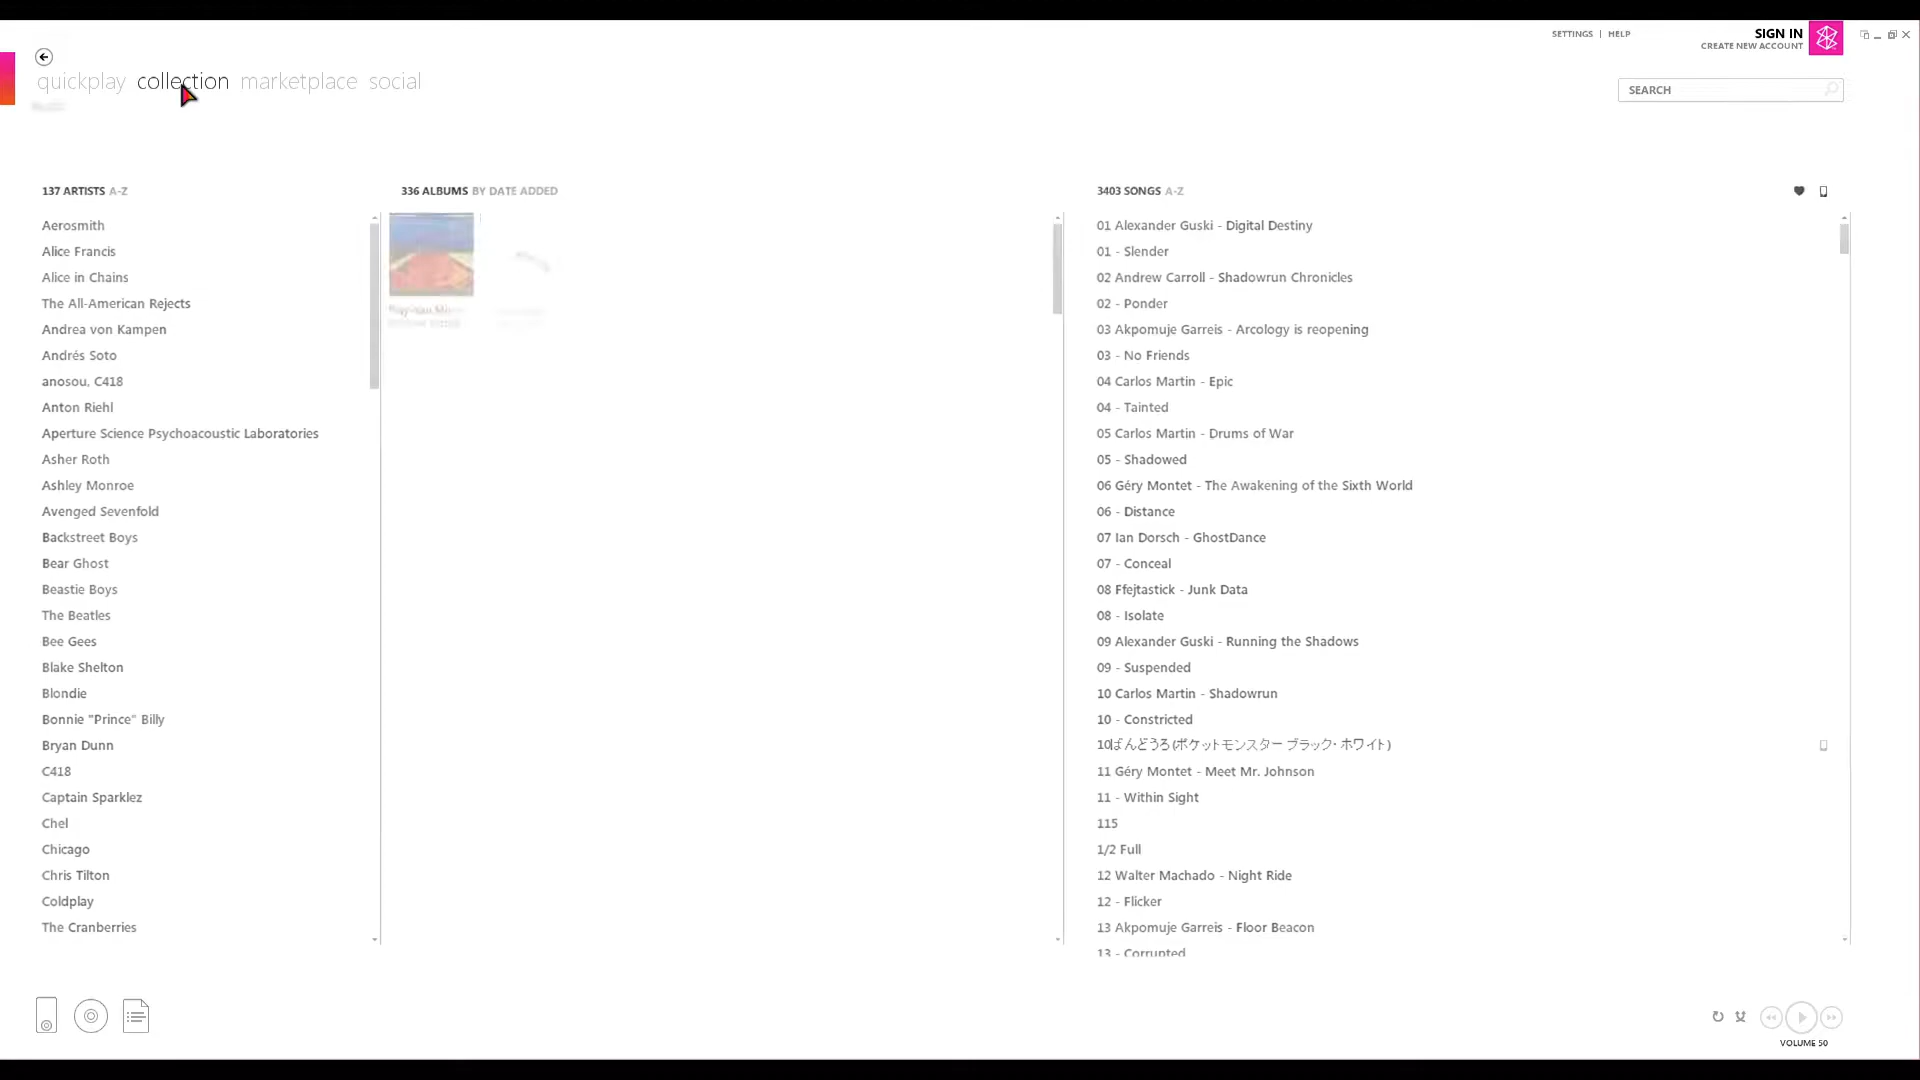 SETTINGS | HELP
SIGN IN
CREATE NEW ACCOUNT
quickplay collection marketplace social
SEARCH
137 ARTISTS A-Z
Aerosmith
Alice Francis
Alice in Chains
The All-American Rejects
Andrea von Kampen
Andrés Soto
anosou, C418
Anton Riehl
Aperture Science Psychoacoustic Laboratories
Asher Roth
Ashley Monroe
Avenged Sevenfold
Backstreet Boys
Bear Ghost
Beastie Boys
The Beatles
Bee Gees
Blake Shelton
Blondie
Bonnie "Prince" Billy
Bryan Dunn
C418
Captain Sparklez
Chel
Chicago
Chris Tilton
Coldplay
The Cranberries
336 ALBUMS BY DATE ADDED
3403 SONGS A-Z
01 Alexander Guski - Digital Destiny
01 - Slender
02 Andrew Carroll - Shadowrun Chronicles
02 - Ponder
03 Akpomuje Garreis - Arcology is reopening
03 - No Friends
04 Carlos Martin - Epic
04 - Tainted
05 Carlos Martin - Drums of War
05 - Shadowed
06 Géry Montet - The Awakening of the Sixth World
06 - Distance
07 Ian Dorsch - GhostDance
07 - Conceal
08 Ffejtastick - Junk Data
08 - Isolate
09 Alexander Guski - Running the Shadows
09 - Suspended
10 Carlos Martin - Shadowrun
10 - Constricted
10ばんどうろ(ポケットモンスター ブラック・ホワイト)
11 Géry Montet - Meet Mr. Johnson
11 - Within Sight
115
1/2 Full
12 Walter Machado - Night Ride
12 - Flicker
13 Akpomuje Garreis - Floor Beacon
13 - Corrupted
VOLUME 50